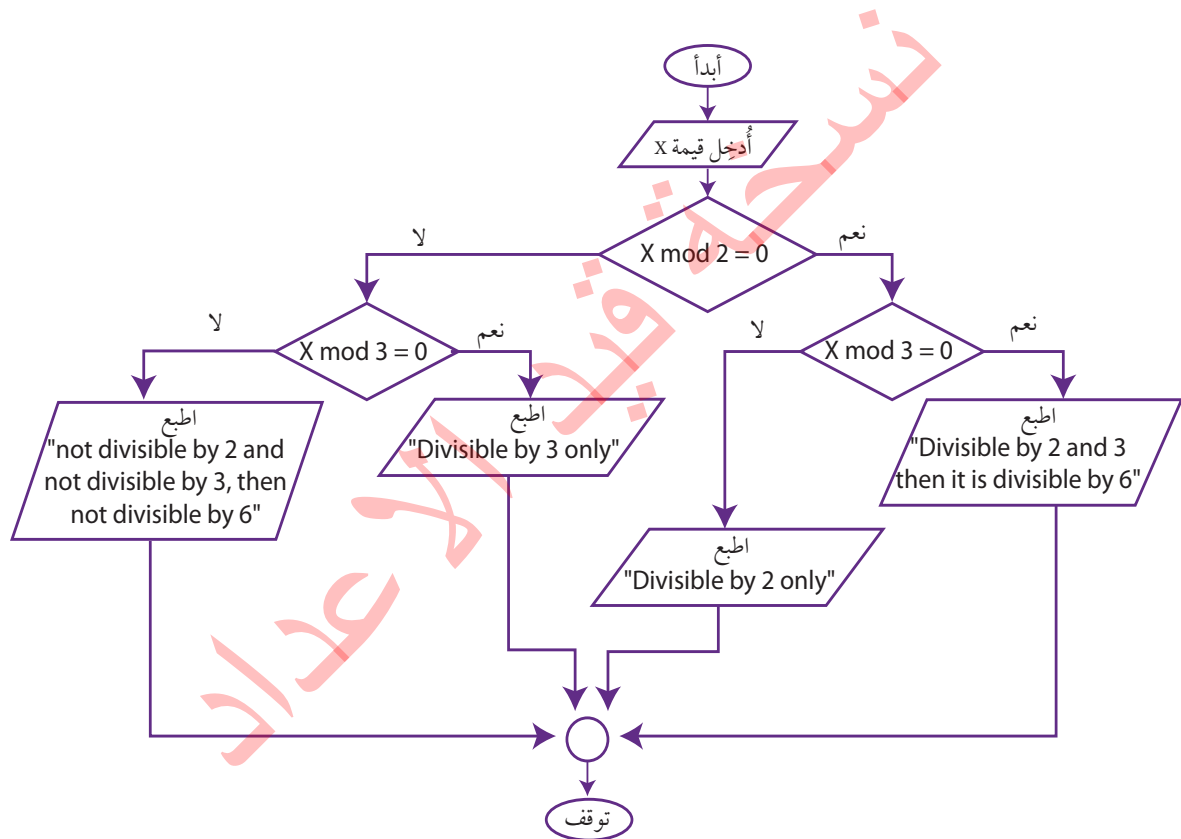 أبدأ
أُدخِل قيمة x
X mod 2 = 0
لا
نعم
X mod 3 = 0
لا
نعم
X mod 3 = 0
لا
نعم
اطبع
"not divisible by 2 and
not divisible by 3, then
not divisible by 6"
اطبع
"Divisible by 3 only"
اطبع
"Divisible by 2 only"
اطبع
"Divisible by 2 and 3
then it is divisible by 6"
توقف
نسخة قيد الاعداد